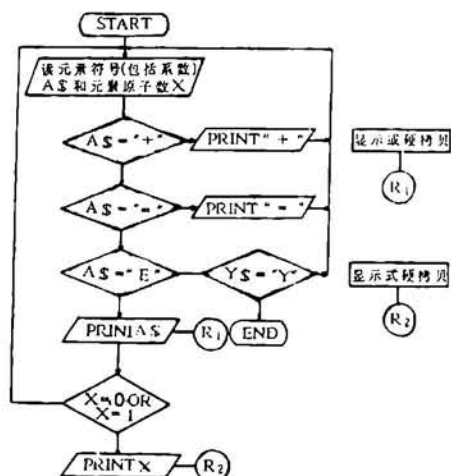 START
读元素符号(包括系数)
A$和元素原子数X
A$="+"
PRINT"+"
显示或硬拷贝
R1
A$="="
PRINT"="
A$="E"
Y$="Y"
显示式硬拷贝
R2
PRINTA$
R1
END
X=0·OR
X=1
PRINTX
R2